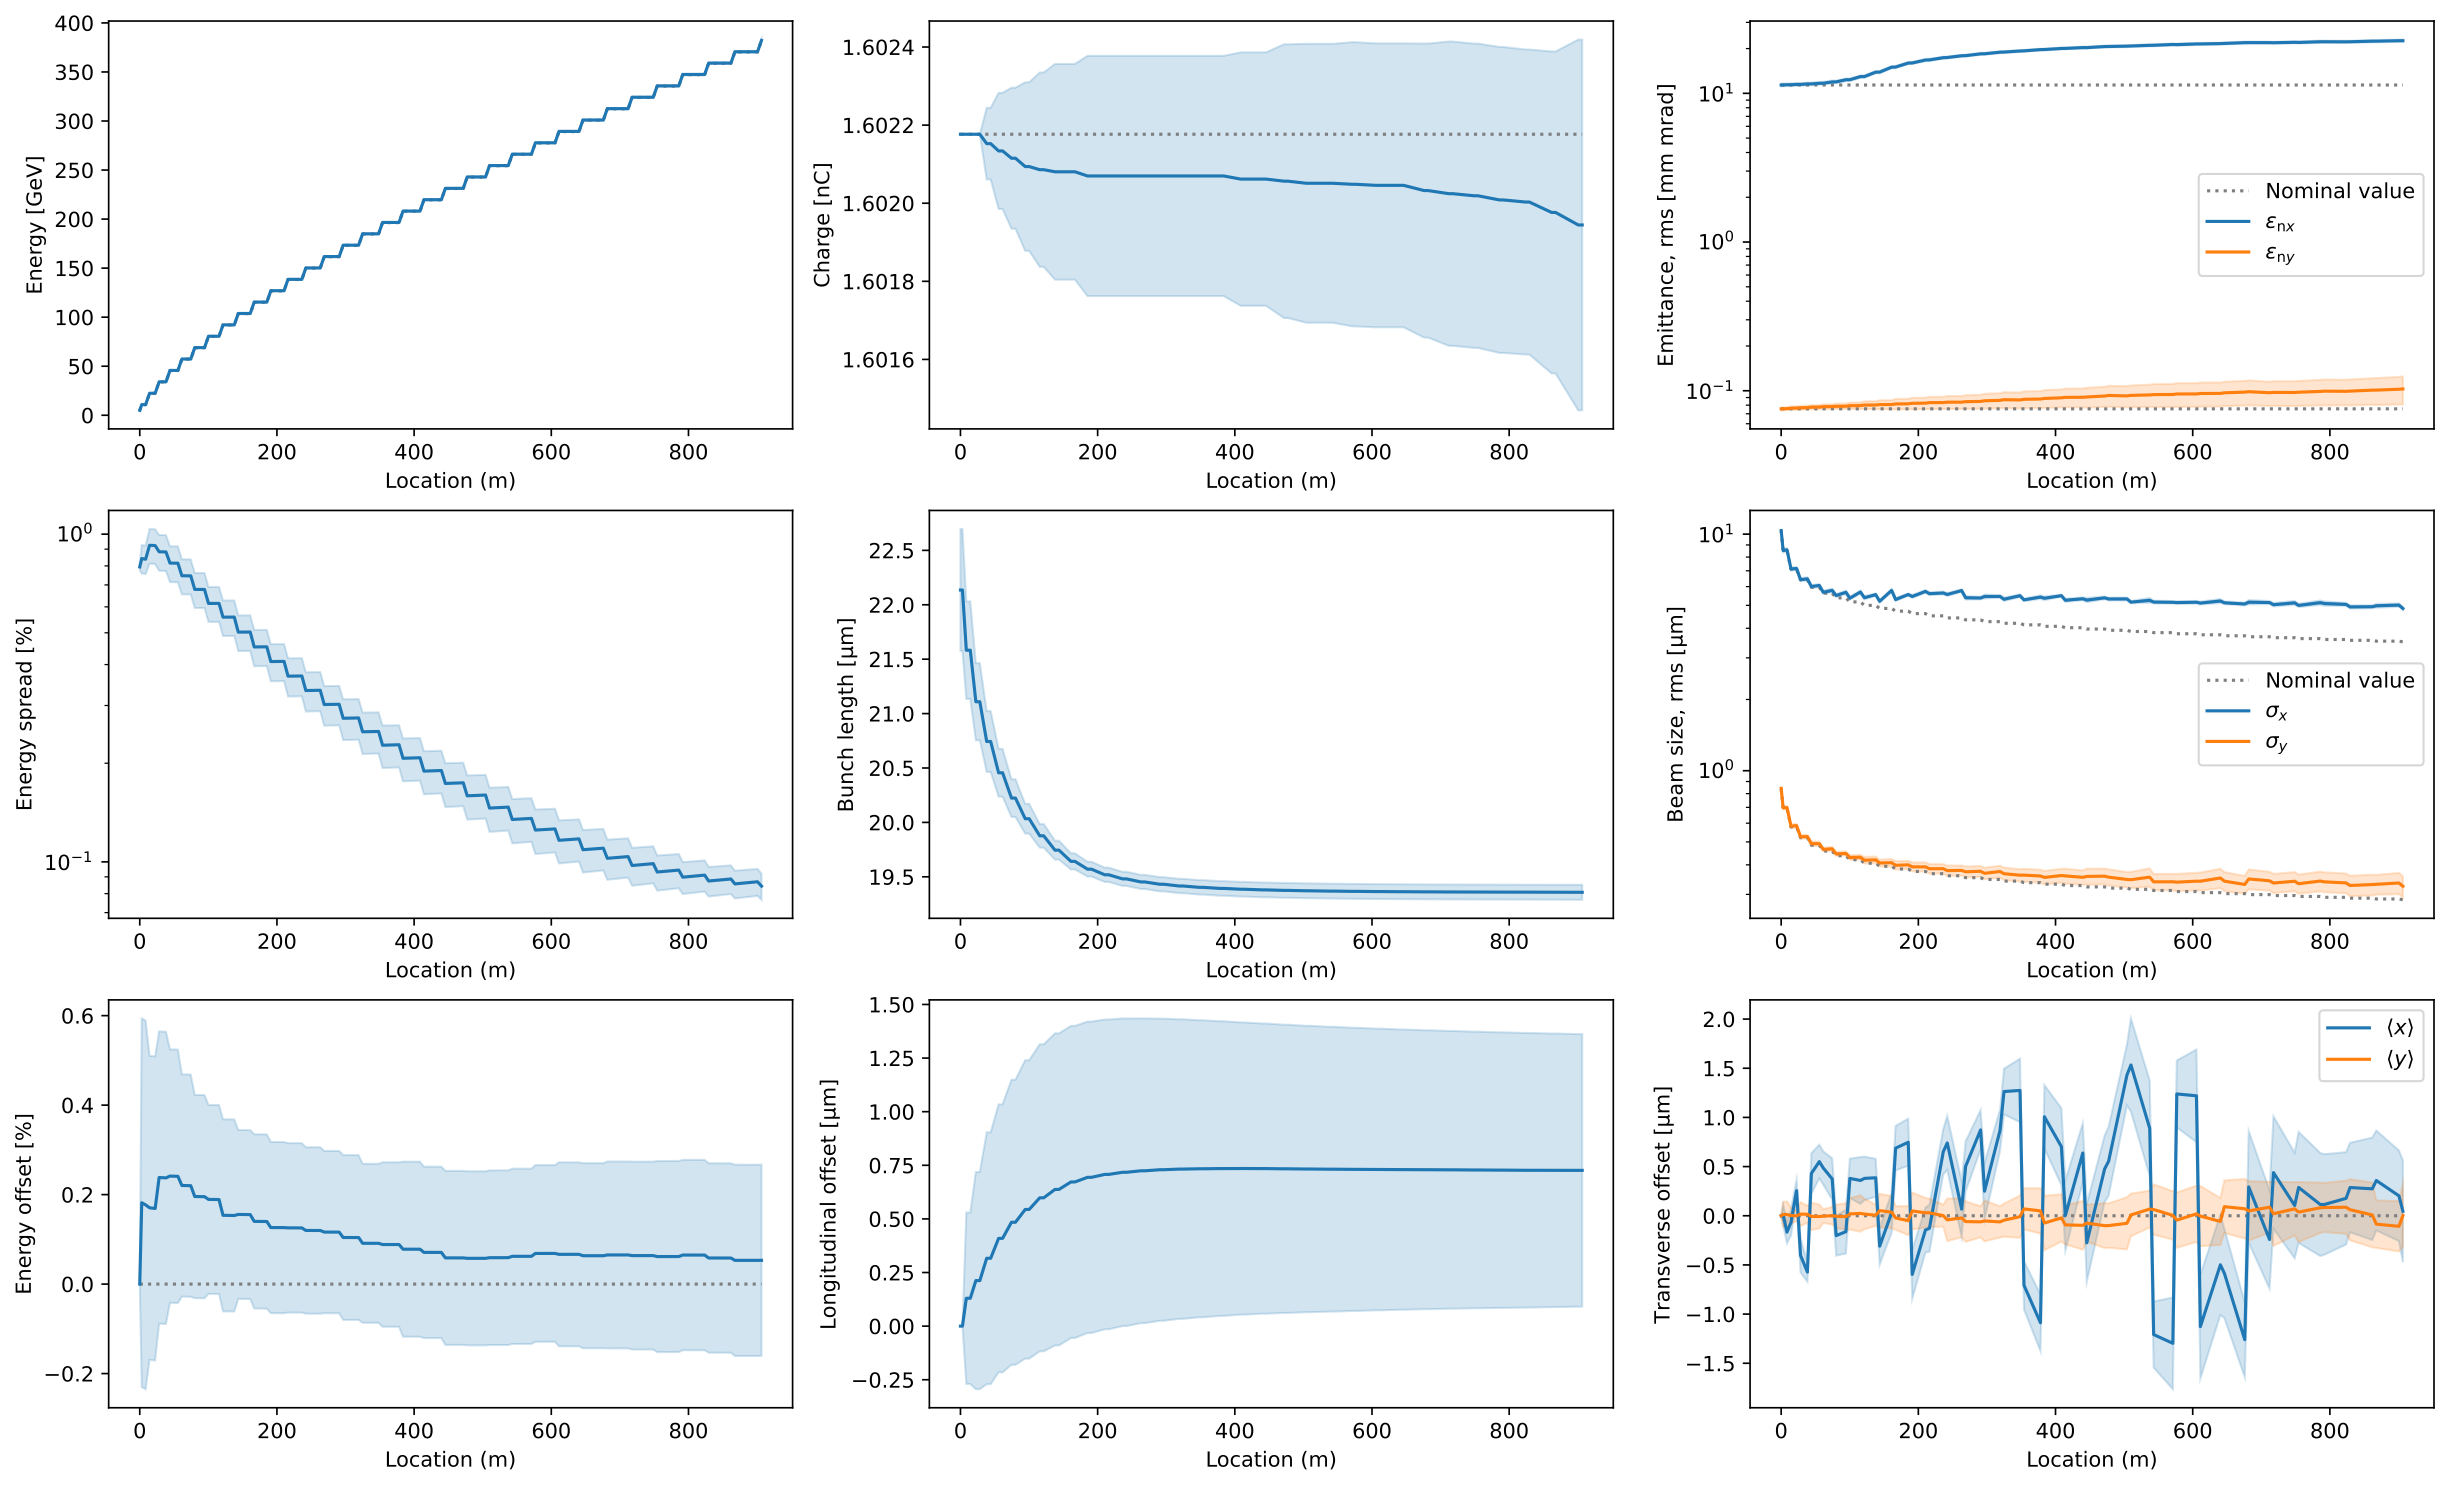 400
350
300
250
200
150
100
50
0
Energy [GeV]
0 200 400 600 800
Location (m)
1.6024
1.6022
1.6020
1.6018
1.6016
Charge [nC]
0 200 400 600 800
Location (m)
10¹
10⁰
10⁻¹
Emittance, rms [mm mrad]
Nominal value
εnx
εny
0 200 400 600 800
Location (m)
10⁰
10⁻¹
Energy spread [%]
0 200 400 600 800
Location (m)
22.5
22.0
21.5
21.0
20.5
20.0
19.5
Bunch length [μm]
0 200 400 600 800
Location (m)
10¹
10⁰
Beam size, rms [μm]
Nominal value
σx
σy
0 200 400 600 800
Location (m)
0.6
0.4
0.2
0.0
−0.2
Energy offset [%]
0 200 400 600 800
Location (m)
1.50
1.25
1.00
0.75
0.50
0.25
0.00
−0.25
Longitudinal offset [μm]
0 200 400 600 800
Location (m)
2.0
1.5
1.0
0.5
0.0
−0.5
−1.0
−1.5
Transverse offset [μm]
⟨x⟩
⟨y⟩
0 200 400 600 800
Location (m)